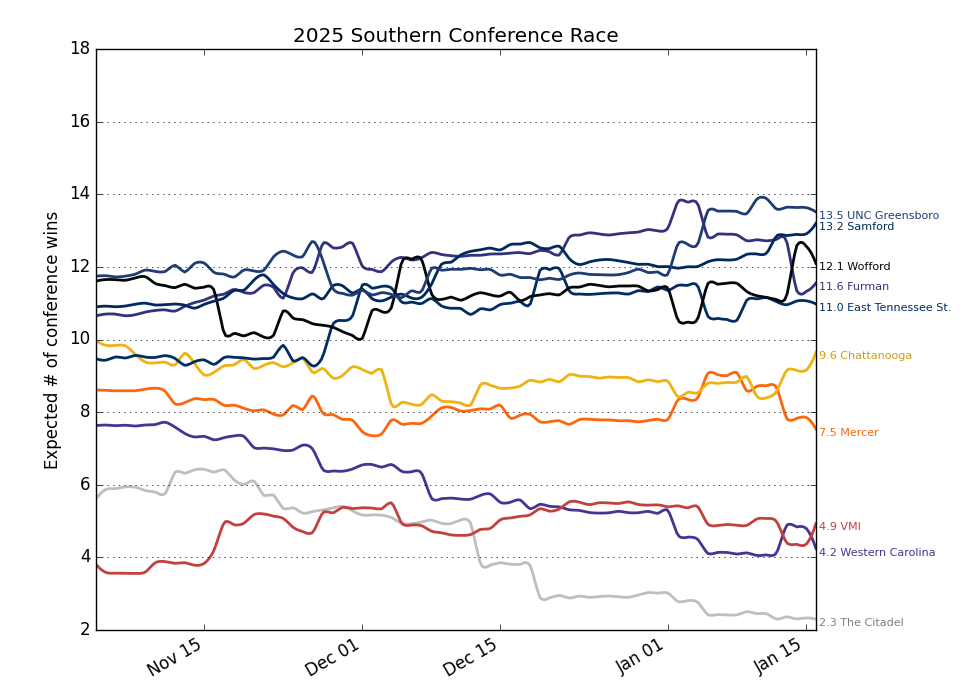 2025 Southern Conference Race
Expected # of conference wins
18
16
14
12
10
8
6
4
2
Nov 15
Dec 01
Dec 15
Jan 01
Jan 15
13.5 UNC Greensboro
13.2 Samford
12.1 Wofford
11.6 Furman
11.0 East Tennessee St.
9.6 Chattanooga
7.5 Mercer
4.9 VMI
4.2 Western Carolina
2.3 The Citadel